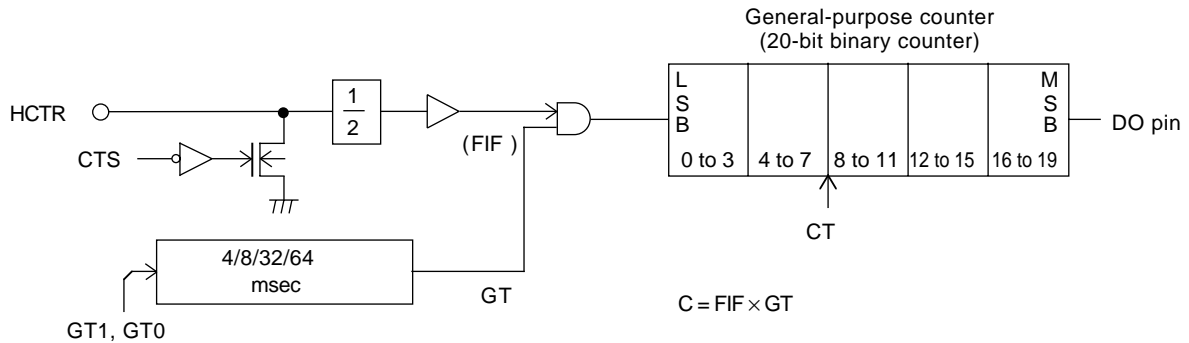 General-purpose counter
(20-bit binary counter)
HCTR
1
2
(FIF )
CTS
L
S
B
M
S
B
0 to 3
4 to 7
8 to 11
12 to 15
16 to 19
DO pin
CT
4/8/32/64
msec
GT
GT1, GT0
C = FIF × GT